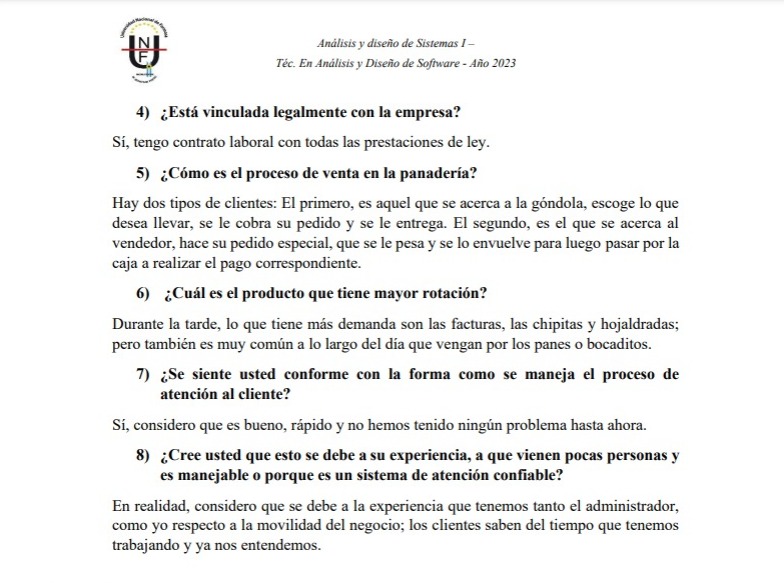 Universidad Nacional de Formosa
UNF
Análisis y diseño de Sistemas I –
Téc. En Análisis y Diseño de Software - Año 2023
4) ¿Está vinculada legalmente con la empresa?
Sí, tengo contrato laboral con todas las prestaciones de ley.
5) ¿Cómo es el proceso de venta en la panadería?
Hay dos tipos de clientes: El primero, es aquel que se acerca a la góndola, escoge lo que
desea llevar, se le cobra su pedido y se le entrega. El segundo, es el que se acerca al
vendedor, hace su pedido especial, que se le pesa y se lo envuelve para luego pasar por la
caja a realizar el pago correspondiente.
6) ¿Cuál es el producto que tiene mayor rotación?
Durante la tarde, lo que tiene más demanda son las facturas, las chipitas y hojaldradas;
pero también es muy común a lo largo del día que vengan por los panes o bocaditos.
7) ¿Se siente usted conforme con la forma como se maneja el proceso de
atención al cliente?
Sí, considero que es bueno, rápido y no hemos tenido ningún problema hasta ahora.
8) ¿Cree usted que esto se debe a su experiencia, a que vienen pocas personas y
es manejable o porque es un sistema de atención confiable?
En realidad, considero que se debe a la experiencia que tenemos tanto el administrador,
como yo respecto a la movilidad del negocio; los clientes saben del tiempo que tenemos
trabajando y ya nos entendemos.